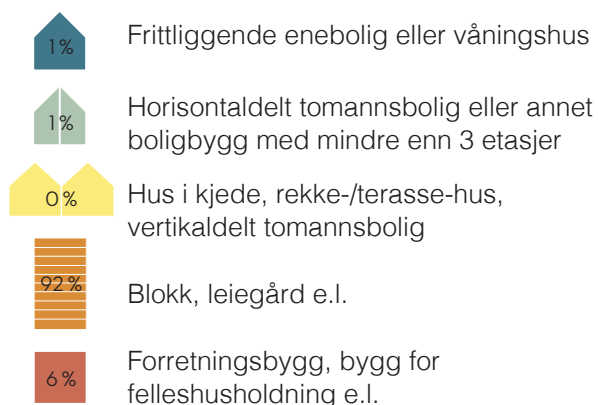 1%
Frittliggende enebolig eller våningshus
1%
Horisontaldelt tomannsbolig eller annet
boligbygg med mindre enn 3 etasjer
0%
Hus i kjede, rekke-/terasse-hus,
vertikaldelt tomannsbolig
92%
Blokk, leiegård e.l.
6%
Forretningsbygg, bygg for
felleshusholdning e.l.